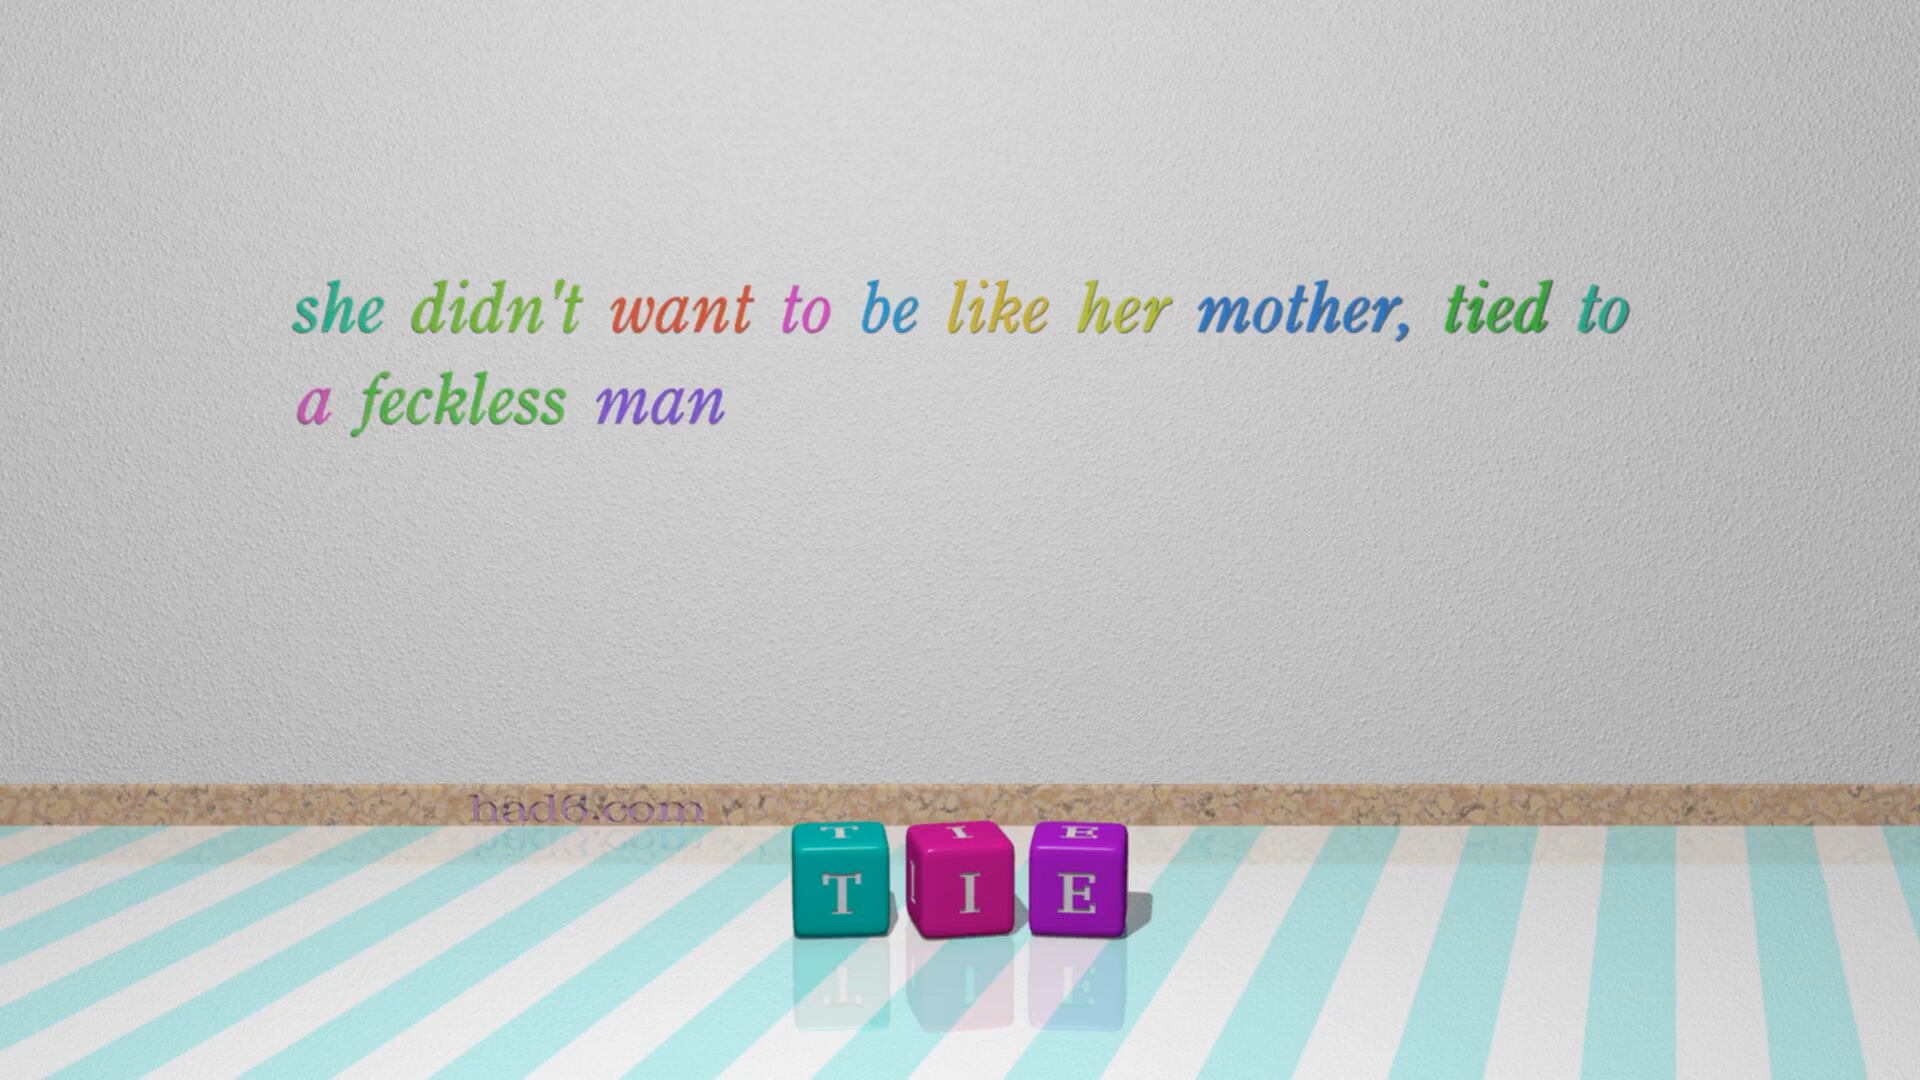 she didn't want to be like her mother, tied to
a feckless man
had6.com
T I E